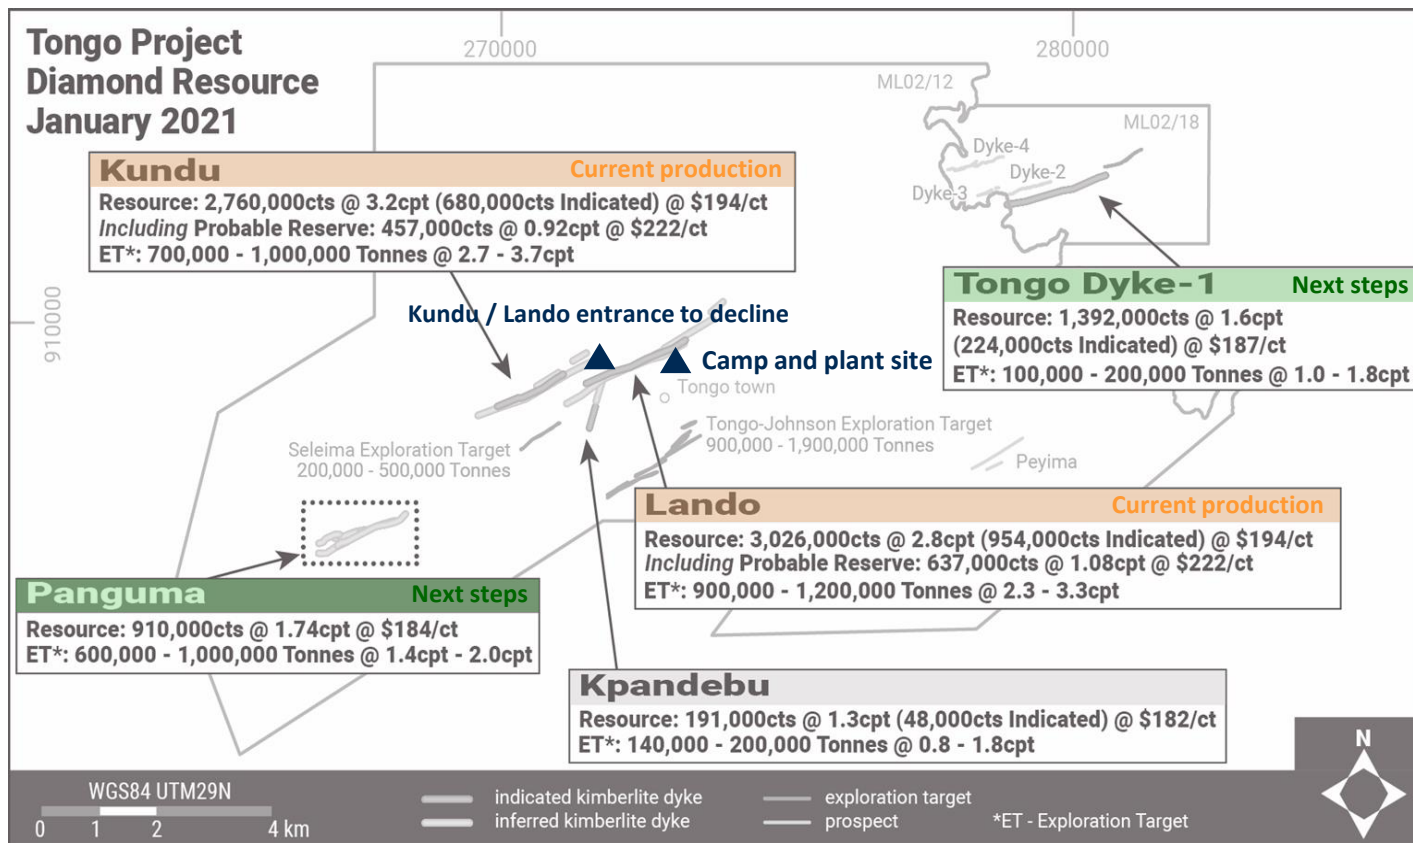 Tongo Project
Diamond Resource
January 2021
270000
280000
910000
ML02/12
ML02/18
Dyke-4
Dyke-2
Dyke-3
Kundu
Current production
Resource: 2,760,000cts @ 3.2cpt (680,000cts Indicated) @ $194/ct
Including Probable Reserve: 457,000cts @ 0.92cpt @ $222/ct
ET*: 700,000 - 1,000,000 Tonnes @ 2.7 - 3.7cpt
Tongo Dyke-1
Next steps
Resource: 1,392,000cts @ 1.6cpt
(224,000cts Indicated) @ $187/ct
ET*: 100,000 - 200,000 Tonnes @ 1.0 - 1.8cpt
Kundu / Lando entrance to decline
Camp and plant site
Tongo town
Seleima Exploration Target
200,000 - 500,000 Tonnes
Tongo-Johnson Exploration Target
900,000 - 1,900,000 Tonnes
Peyima
Lando
Current production
Resource: 3,026,000cts @ 2.8cpt (954,000cts Indicated) @ $194/ct
Including Probable Reserve: 637,000cts @ 1.08cpt @ $222/ct
ET*: 900,000 - 1,200,000 Tonnes @ 2.3 - 3.3cpt
Panguma
Next steps
Resource: 910,000cts @ 1.74cpt @ $184/ct
ET*: 600,000 - 1,000,000 Tonnes @ 1.4cpt - 2.0cpt
Kpandebu
Resource: 191,000cts @ 1.3cpt (48,000cts Indicated) @ $182/ct
ET*: 140,000 - 200,000 Tonnes @ 0.8 - 1.8cpt
N
WGS84 UTM29N
0 1 2 4 km
indicated kimberlite dyke
inferred kimberlite dyke
exploration target
prospect
*ET - Exploration Target